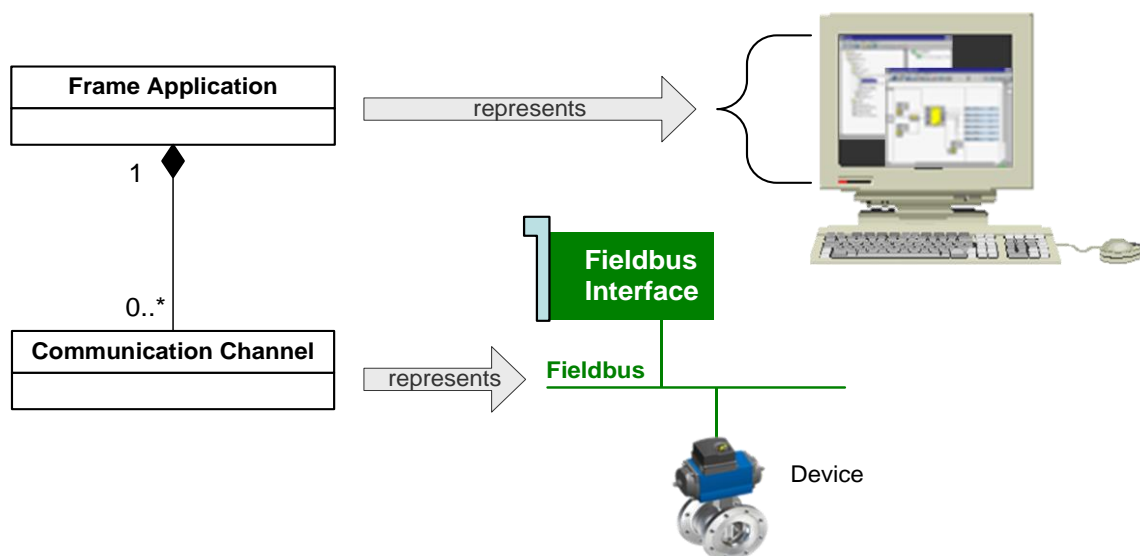 Frame Application
represents
1
0..*
Fieldbus
Interface
Communication Channel
represents
Fieldbus
Device